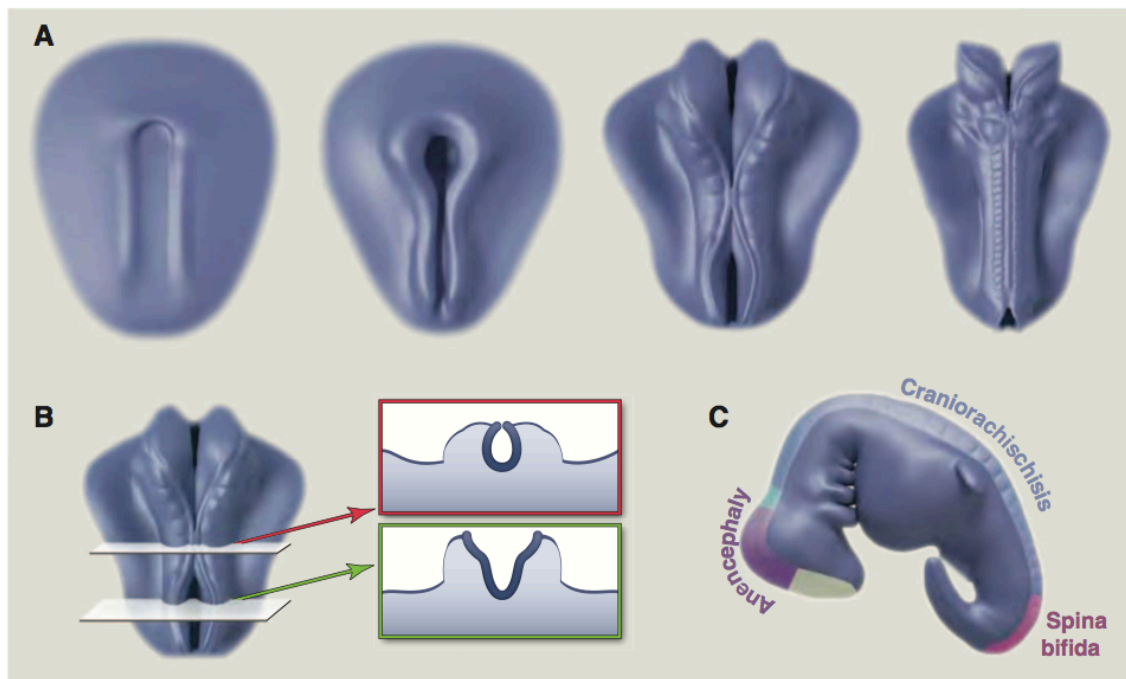 A
B
C
Craniorachischisis
Anencephaly
Spina
bifida